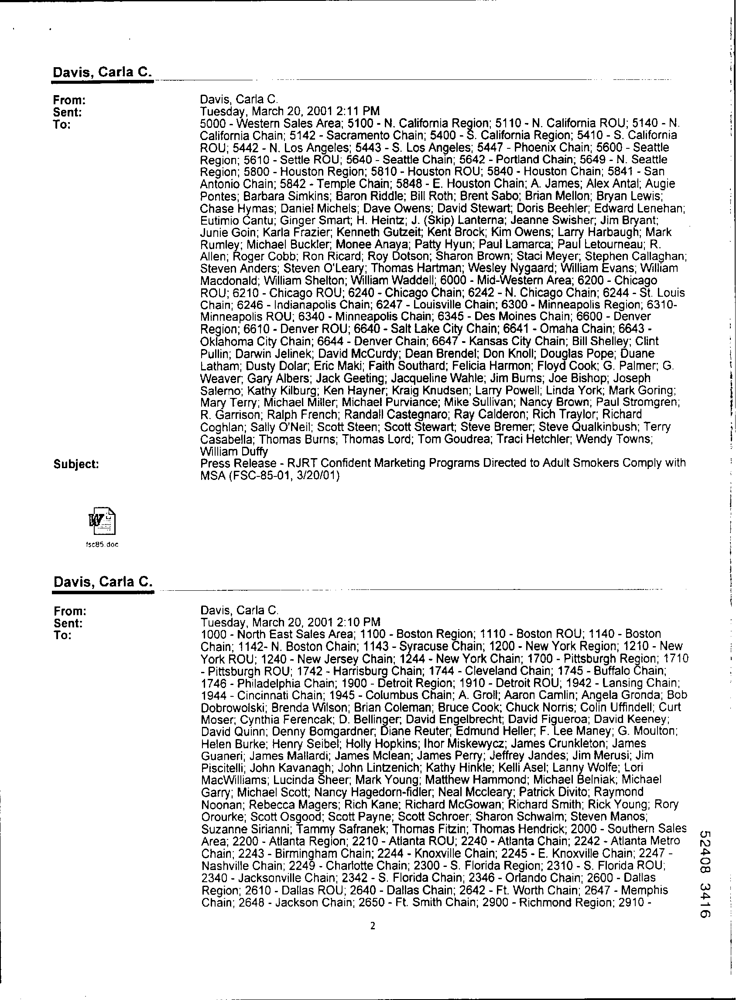 Davis, Carla C.
From: Davis, Carla C.
Sent: Tuesday, March 20, 2001 2:11 PM
To: 5000 - Western Sales Area; 5100 - N. California Region; 5110 - N. California ROU; 5140 - N.
California Chain; 5142 - Sacramento Chain; 5400 - S. California Region; 5410 - S. California
ROU; 5442 - N. Los Angeles; 5443 - S. Los Angeles; 5447 - Phoenix Chain; 5600 - Seattle
Region; 5610 - Settle ROU; 5640 - Seattle Chain; 5642 - Portland Chain; 5649 - N. Seattle
Region; 5800 - Houston Region; 5810 - Houston ROU; 5840 - Houston Chain; 5841 - San
Antonio Chain; 5842 - Temple Chain; 5848 - E. Houston Chain; A. James; Alex Antal; Augie
Pontes; Barbara Simkins; Baron Riddle; Bill Roth; Brent Sabo; Brian Mellon; Bryan Lewis;
Chase Hymas; Daniel Michels; Dave Owens; David Stewart; Doris Beehler; Edward Lenehan;
Eutimio Cantu; Ginger Smart; H. Heintz; J. (Skip) Lanterna; Jeanne Swisher; Jim Bryant;
Junie Goin; Karla Frazier; Kenneth Gutzeit; Kent Brock; Kim Owens; Larry Harbaugh; Mark
Rumley; Michael Buckler; Monee Anaya; Patty Hyun; Paul Lamarca; Paul Letourneau; R.
Allen; Roger Cobb; Ron Ricard; Roy Dotson; Sharon Brown; Staci Meyer; Stephen Callaghan;
Steven Anders; Steven O'Leary; Thomas Hartman; Wesley Nygaard; William Evans; William
Macdonald; William Shelton; William Waddell; 6000 - Mid-Western Area; 6200 - Chicago
ROU; 6210 - Chicago ROU; 6240 - Chicago Chain; 6242 - N. Chicago Chain; 6244 - St. Louis
Chain; 6246 - Indianapolis Chain; 6247 - Louisville Chain; 6300 - Minneapolis Region; 6310-
Minneapolis ROU; 6340 - Minneapolis Chain; 6345 - Des Moines Chain; 6600 - Denver
Region; 6610 - Denver ROU; 6640 - Salt Lake City Chain; 6641 - Omaha Chain; 6643 -
Oklahoma City Chain; 6644 - Denver Chain; 6647 - Kansas City Chain; Bill Shelley; Clint
Pullin; Darwin Jelinek; David McCurdy; Dean Brendel; Don Knoll; Douglas Pope; Duane
Latham; Dusty Dolar; Eric Maki; Faith Southard; Felicia Harmon; Floyd Cook; G. Palmer; G.
Weaver; Gary Albers; Jack Geeting; Jacqueline Wahle; Jim Burns; Joe Bishop; Joseph
Salerno; Kathy Kilburg; Ken Hayner; Kraig Knudsen; Larry Powell; Linda York; Mark Goring;
Mary Terry; Michael Miller; Michael Purviance; Mike Sullivan; Nancy Brown; Paul Stromgren;
R. Garrison; Ralph French; Randall Castegnaro; Ray Calderon; Rich Traylor; Richard
Coghlan; Sally O'Neil; Scott Steen; Scott Stewart; Steve Bremer; Steve Qualkinbush; Terry
Casabella; Thomas Burns; Thomas Lord; Tom Goudrea; Traci Hetchler; Wendy Towns;
William Duffy
Subject: Press Release - RJRT Confident Marketing Programs Directed to Adult Smokers Comply with
MSA (FSC-85-01, 3/20/01)
fsc85.doc
Davis, Carla C.
From: Davis, Carla C.
Sent: Tuesday, March 20, 2001 2:10 PM
To: 1000 - North East Sales Area; 1100 - Boston Region; 1110 - Boston ROU; 1140 - Boston
Chain; 1142- N. Boston Chain; 1143 - Syracuse Chain; 1200 - New York Region; 1210 - New
York ROU; 1240 - New Jersey Chain; 1244 - New York Chain; 1700 - Pittsburgh Region; 1710
- Pittsburgh ROU; 1742 - Harrisburg Chain; 1744 - Cleveland Chain; 1745 - Buffalo Chain;
1746 - Philadelphia Chain; 1900 - Detroit Region; 1910 - Detroit ROU; 1942 - Lansing Chain;
1944 - Cincinnati Chain; 1945 - Columbus Chain; A. Groll; Aaron Camlin; Angela Gronda; Bob
Dobrowolski; Brenda Wilson; Brian Coleman; Bruce Cook; Chuck Norris; Colin Uffindell; Curt
Moser; Cynthia Ferencak; D. Bellinger; David Engelbrecht; David Figueroa; David Keeney;
David Quinn; Denny Bomgardner; Diane Reuter; Edmund Heller; F. Lee Maney; G. Moulton;
Helen Burke; Henry Seibel; Holly Hopkins; Ihor Miskewycz; James Crunkleton; James
Guaneri; James Mallardi; James Mclean; James Perry; Jeffrey Jandes; Jim Merusi; Jim
Piscitelli; John Kavanagh; John Lintzenich; Kathy Hinkle; Kelli Asel; Lanny Wolfe; Lori
MacWilliams; Lucinda Sheer; Mark Young; Matthew Hammond; Michael Belniak; Michael
Garry; Michael Scott; Nancy Hagedorn-fidler; Neal Mccleary; Patrick Divito; Raymond
Noonan; Rebecca Magers; Rich Kane; Richard McGowan; Richard Smith; Rick Young; Rory
Orourke; Scott Osgood; Scott Payne; Scott Schroer; Sharon Schwalm; Steven Manos;
Suzanne Sirianni; Tammy Safranek; Thomas Fitzin; Thomas Hendrick; 2000 - Southern Sales
Area; 2200 - Atlanta Region; 2210 - Atlanta ROU; 2240 - Atlanta Chain; 2242 - Atlanta Metro
Chain; 2243 - Birmingham Chain; 2244 - Knoxville Chain; 2245 - E. Knoxville Chain; 2247 -
Nashville Chain; 2249 - Charlotte Chain; 2300 - S. Florida Region; 2310 - S. Florida ROU;
2340 - Jacksonville Chain; 2342 - S. Florida Chain; 2346 - Orlando Chain; 2600 - Dallas
Region; 2610 - Dallas ROU; 2640 - Dallas Chain; 2642 - Ft. Worth Chain; 2647 - Memphis
Chain; 2648 - Jackson Chain; 2650 - Ft. Smith Chain; 2900 - Richmond Region; 2910 -
2
52408 3416